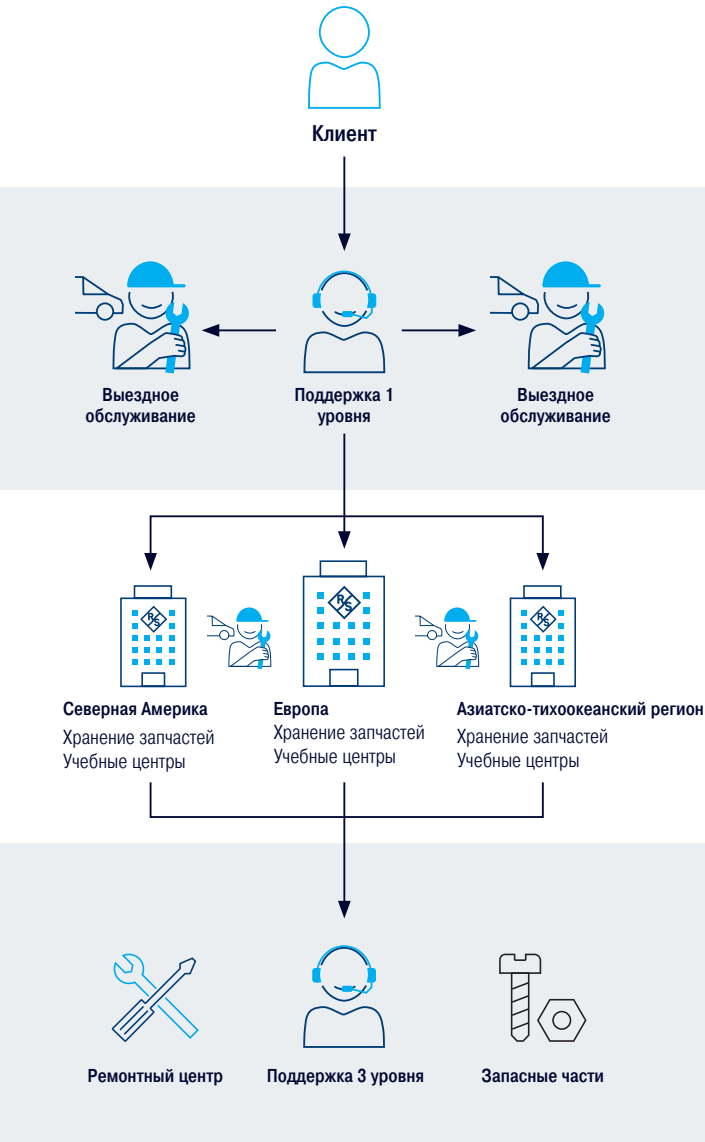 Клиент
Выездное
обслуживание
Поддержка 1
уровня
Выездное
обслуживание
R
S
R
S
R
S
Северная Америка
Хранение запчастей
Учебные центры
Европа
Хранение запчастей
Учебные центры
Азиатско-тихоокеанский регион
Хранение запчастей
Учебные центры
Ремонтный центр
Поддержка 3 уровня
Запасные части